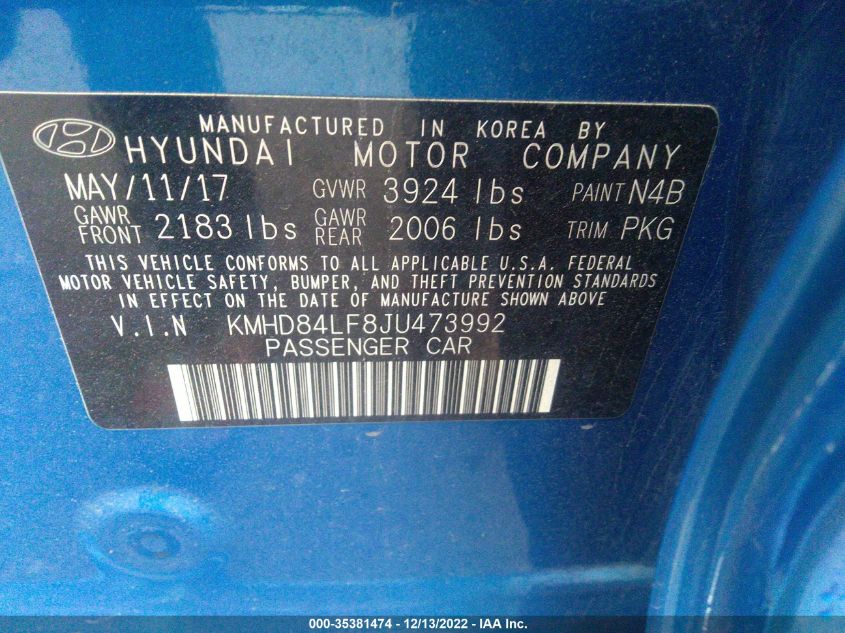 MANUFACTURED IN KOREA BY
HYUNDAI MOTOR COMPANY
MAY/11/17 GVWR 3924 lbs PAINT N4B
GAWR FRONT 2183 lbs GAWR REAR 2006 lbs TRIM PKG
THIS VEHICLE CONFORMS TO ALL APPLICABLE U.S.A. FEDERAL
MOTOR VEHICLE SAFETY, BUMPER, AND THEFT PREVENTION STANDARDS
IN EFFECT ON THE DATE OF MANUFACTURE SHOWN ABOVE
V.I.N KMHD84LF8JU473992
PASSENGER CAR
000-35381474 - 12/13/2022 - IAA Inc.